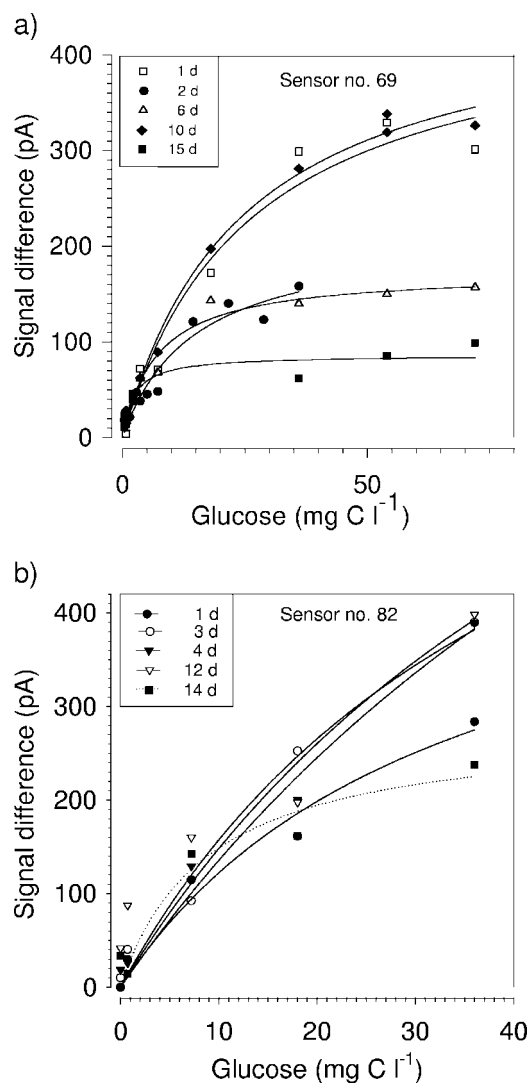 a)
400
300
200
100
0
Signal difference (pA)
1 d
2 d
6 d
10 d
15 d
Sensor no. 69
0
50
Glucose (mg C l⁻¹)
b)
400
300
200
100
0
Signal difference (pA)
1 d
3 d
4 d
12 d
14 d
Sensor no. 82
0
10
20
30
40
Glucose (mg C l⁻¹)